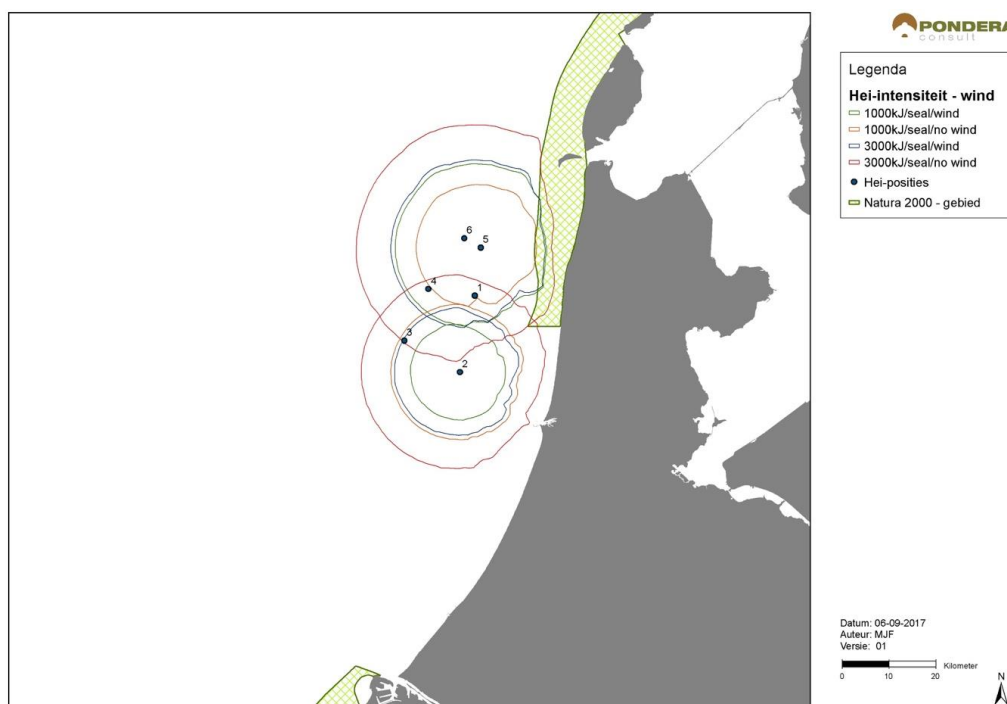 PONDERA
consult
Legenda
Hei-intensiteit - wind
1000kJ/seal/wind
1000kJ/seal/no wind
3000kJ/seal/wind
3000kJ/seal/no wind
Hei-posities
Natura 2000 - gebied
6
5
4
1
3
2
Datum: 06-09-2017
Auteur: MJF
Versie: 01
Kilometer
0 10 20
N